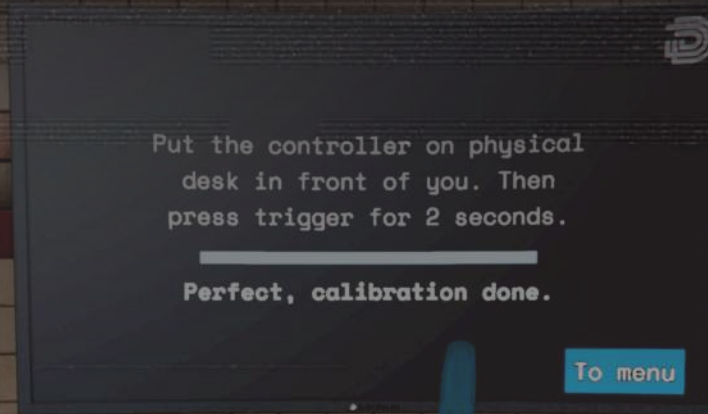 Put the controller on physical
desk in front of you. Then
press trigger for 2 seconds.
Perfect, calibration done.
To menu